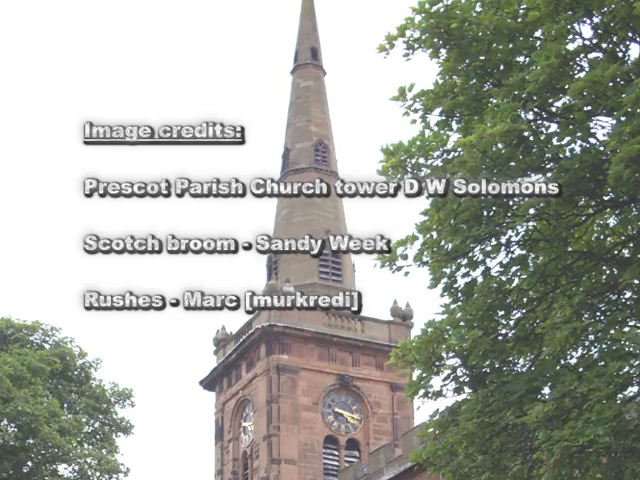 Image credits:
Prescot Parish Church tower D W Solomons
Scotch broom - Sandy Week
Rushes - Marc [murkredi]